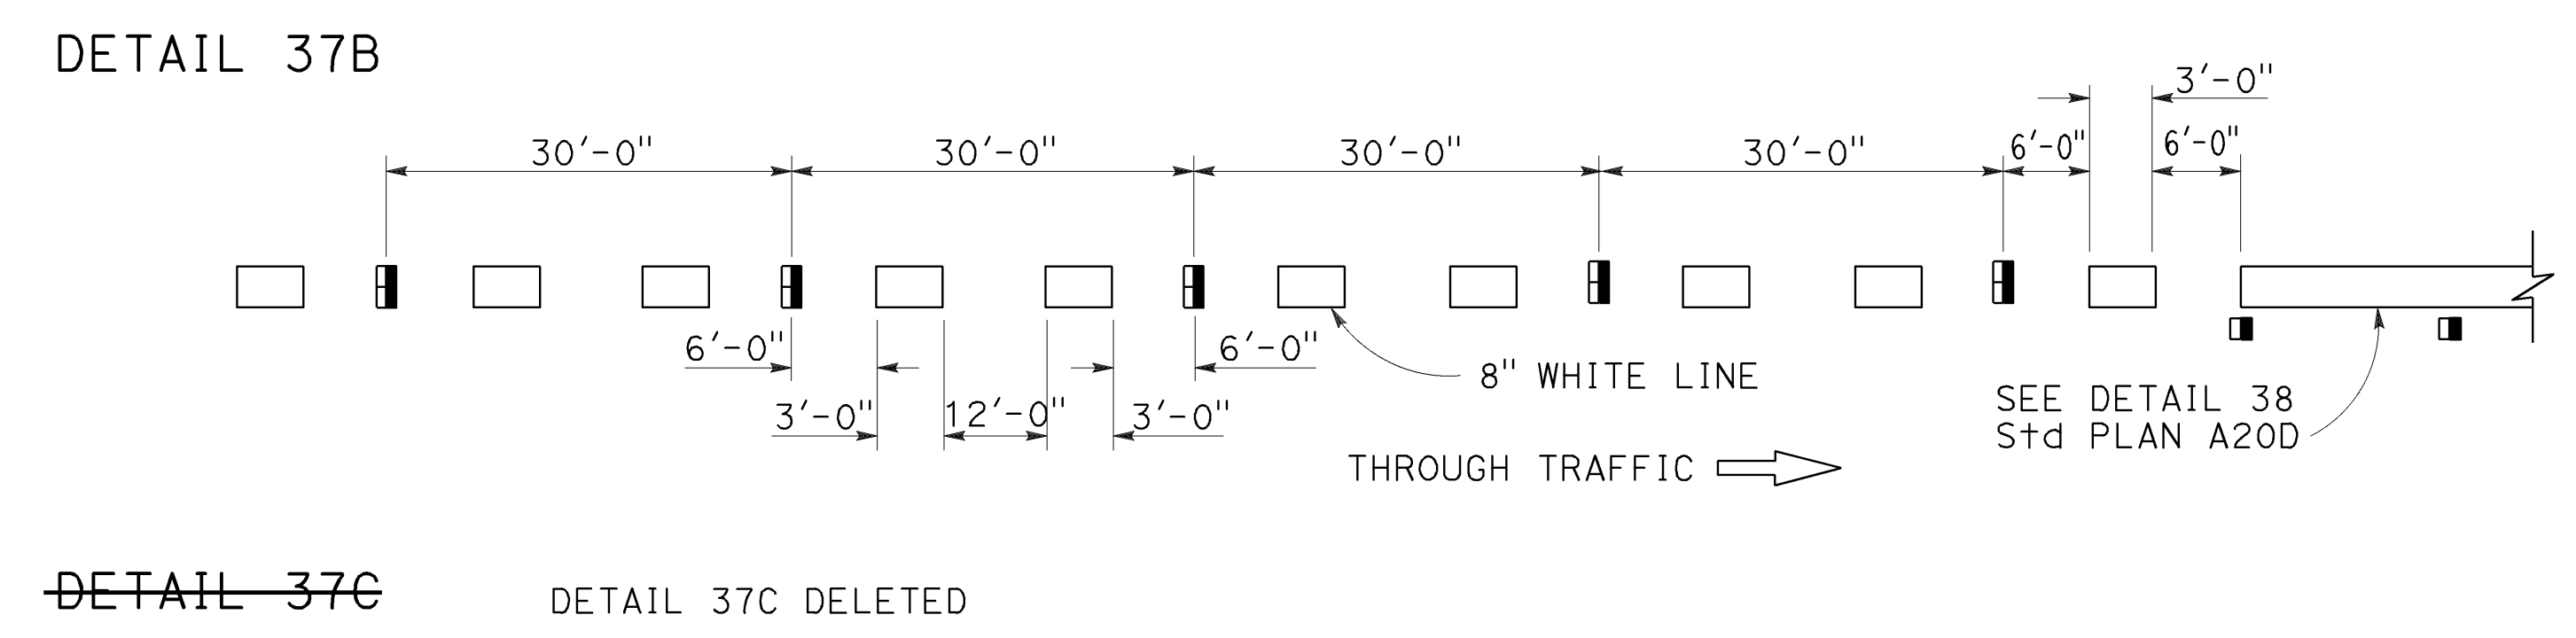 DETAIL 37B
3'-0"
30'-0" 30'-0" 30'-0" 30'-0" 6'-0" 6'-0"
6'-0" 6'-0"
8" WHITE LINE
3'-0" 12'-0" 3'-0"
SEE DETAIL 38
Std PLAN A20D
THROUGH TRAFFIC
DETAIL 37C
DETAIL 37C DELETED